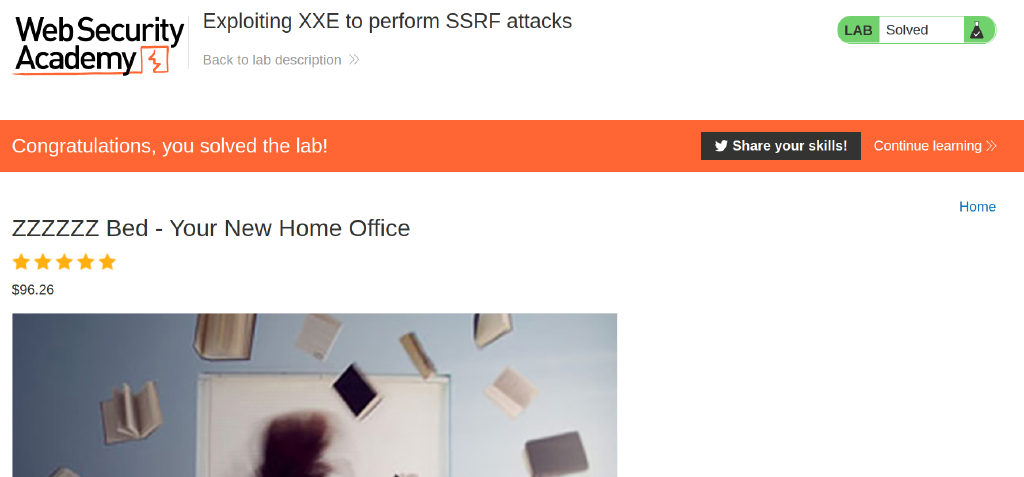 Web Security
Academy
Exploiting XXE to perform SSRF attacks
Back to lab description
LAB Solved
Congratulations, you solved the lab!
Share your skills!
Continue learning
Home
ZZZZZZ Bed - Your New Home Office
$96.26